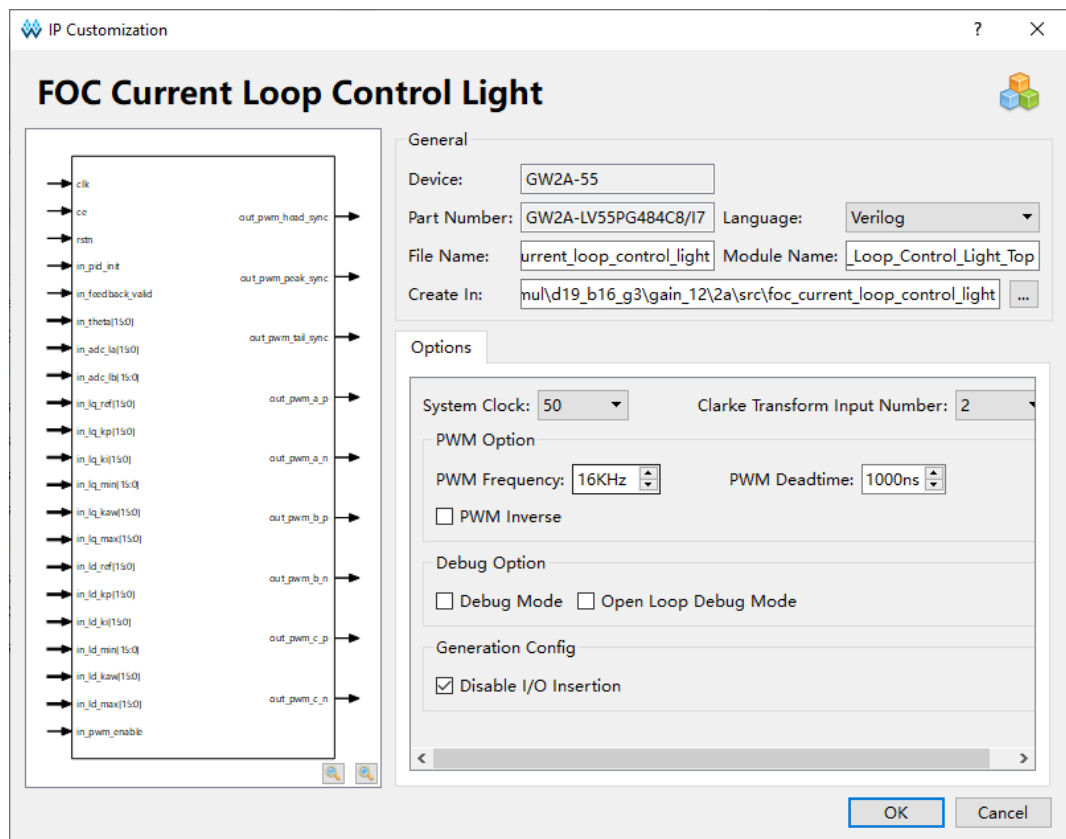 IP Customization
?
FOC Current Loop Control Light
clk
ce
rstn
in_pid_init
in_feedback_valid
in_theta(15:0)
in_adc_Ia(15:0)
in_adc_Ib(15:0)
in_Iq_ref(15:0)
in_Iq_kp(15:0)
in_Iq_ki(15:0)
in_Iq_min(15:0)
in_Iq_kaw(15:0)
in_Iq_max(15:0)
in_Id_ref(15:0)
in_Id_kp(15:0)
in_Id_ki(15:0)
in_Id_min(15:0)
in_Id_kaw(15:0)
in_Id_max(15:0)
in_pwm_enable
out_pwm_head_sync
out_pwm_peak_sync
out_pwm_tail_sync
out_pwm_a_p
out_pwm_a_n
out_pwm_b_p
out_pwm_b_n
out_pwm_c_p
out_pwm_c_n
General
Device: GW2A-55
Part Number: GW2A-LV55PG484C8/I7 Language: Verilog
File Name: urrent_loop_control_light Module Name: _Loop_Control_Light_Top
Create In: mul\d19_b16_g3\gain_12\2a\src\foc_current_loop_control_light ...
Options
System Clock: 50 Clarke Transform Input Number: 2
PWM Option
PWM Frequency: 16KHz PWM Deadtime: 1000ns
PWM Inverse
Debug Option
Debug Mode Open Loop Debug Mode
Generation Config
Disable I/O Insertion
OK Cancel